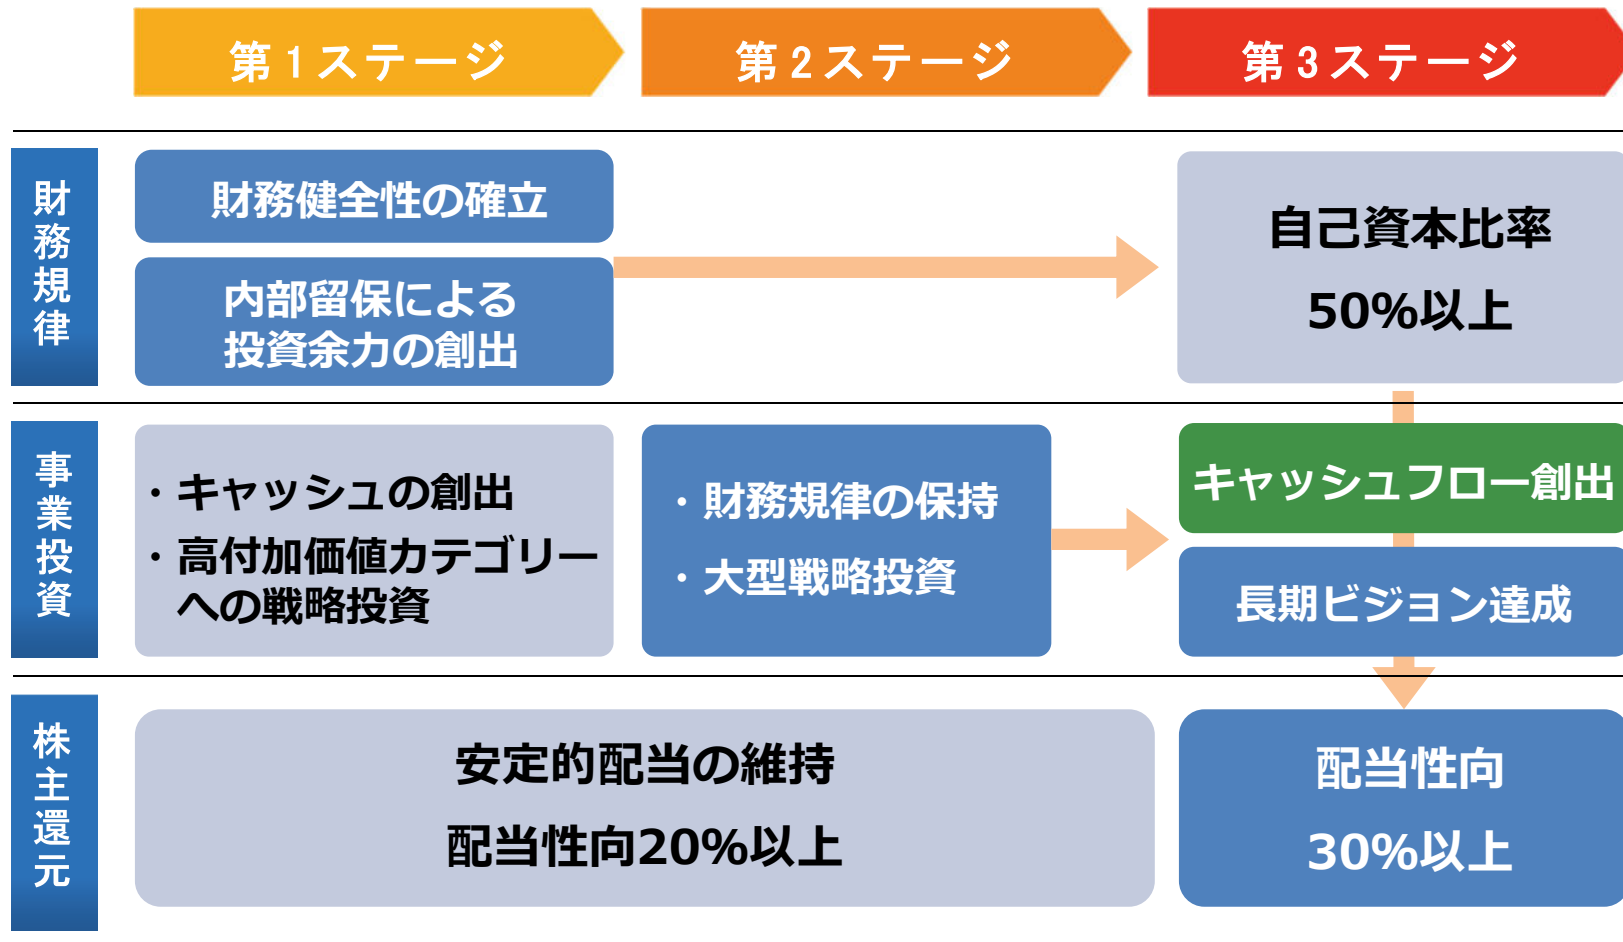 第1ステージ
第2ステージ
第3ステージ
財務規律
財務健全性の確立
内部留保による
投資余力の創出
自己資本比率
50%以上
事業投資
・キャッシュの創出
・高付加価値カテゴリー
への戦略投資
・財務規律の保持
・大型戦略投資
キャッシュフロー創出
長期ビジョン達成
株主還元
安定的配当の維持
配当性向20%以上
配当性向
30%以上